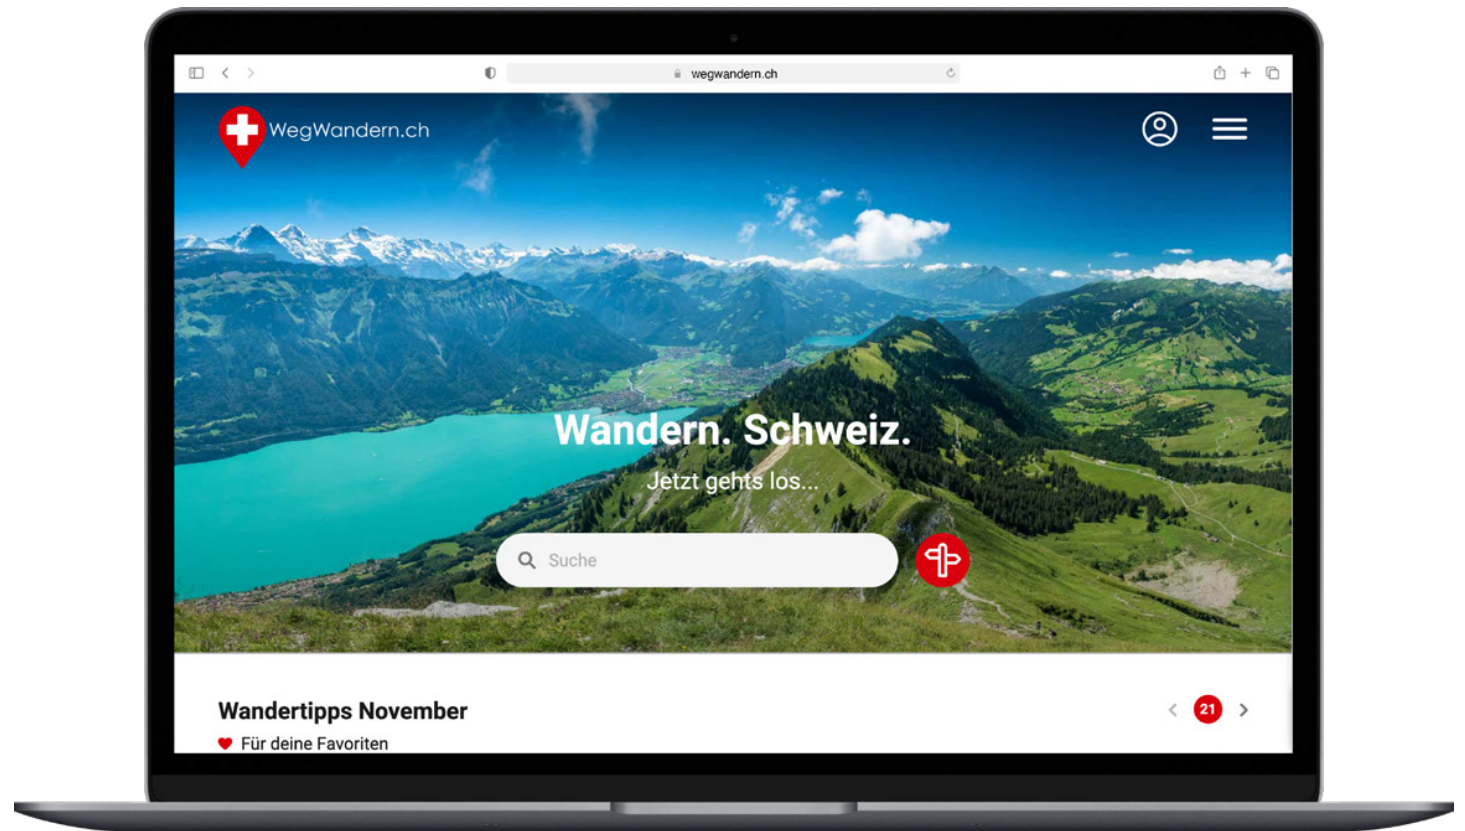 wegwandern.ch
WegWandern.ch
Wandern. Schweiz.
Jetzt gehts los...
Suche
Wandertipps November
21
Für deine Favoriten